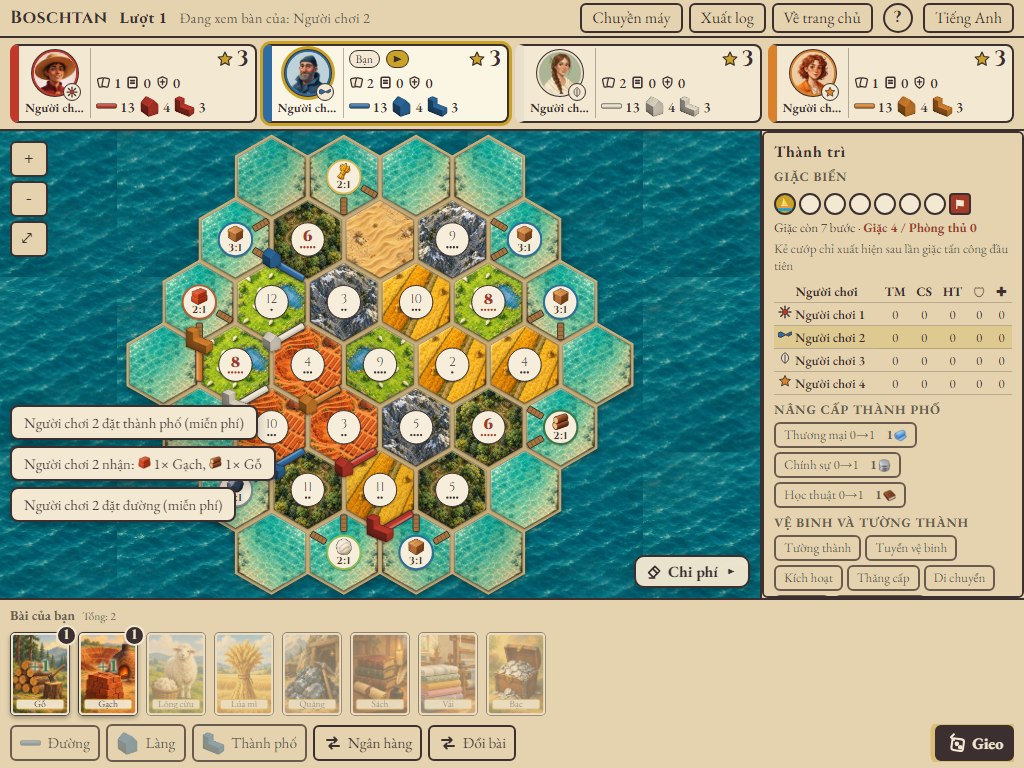 BOSCHTAN Lượt 1 Đang xem bàn của: Người chơi 2 Chuyền máy Xuất log Về trang chủ ? Tiếng Anh
3 Bạn 3 3 3
1 0 0 2 0 0 2 0 0 1 0 0
Người ch... 13 4 3 Người ch... 13 4 3 Người ch... 13 4 3 Người ch... 13 4 3
+
-
2:1
3:1 6 9 3:1
2:1 12 3 10 8 3:1
8 4 9 2 4
10 3 5 6 2:1
11 11 5
2:1 3:1
Người chơi 2 đặt thành phố (miễn phí)
Người chơi 2 nhận: 1× Gạch, 1× Gỗ
Người chơi 2 đặt đường (miễn phí)
Chi phí
Thành trì
GIẶC BIỂN
Giặc còn 7 bước · Giặc 4 / Phòng thủ 0
Kẻ cướp chỉ xuất hiện sau lần giặc tấn công đầu
tiên
Người chơi TM CS HT
Người chơi 1 0 0 0 0 0
Người chơi 2 0 0 0 0 0
Người chơi 3 0 0 0 0 0
Người chơi 4 0 0 0 0 0
NÂNG CẤP THÀNH PHỐ
Thương mại 0→1 1
Chính sự 0→1 1
Học thuật 0→1 1
VỆ BINH VÀ TƯỜNG THÀNH
Tường thành Tuyển vệ binh
Kích hoạt Thăng cấp Di chuyển
Bài của bạn Tổng: 2
1 1
+1 +1
Gỗ Gạch Lông cừu Lúa mì Quặng Sách Vải Bạc
Đường Làng Thành phố Ngân hàng Đổi bài Gieo